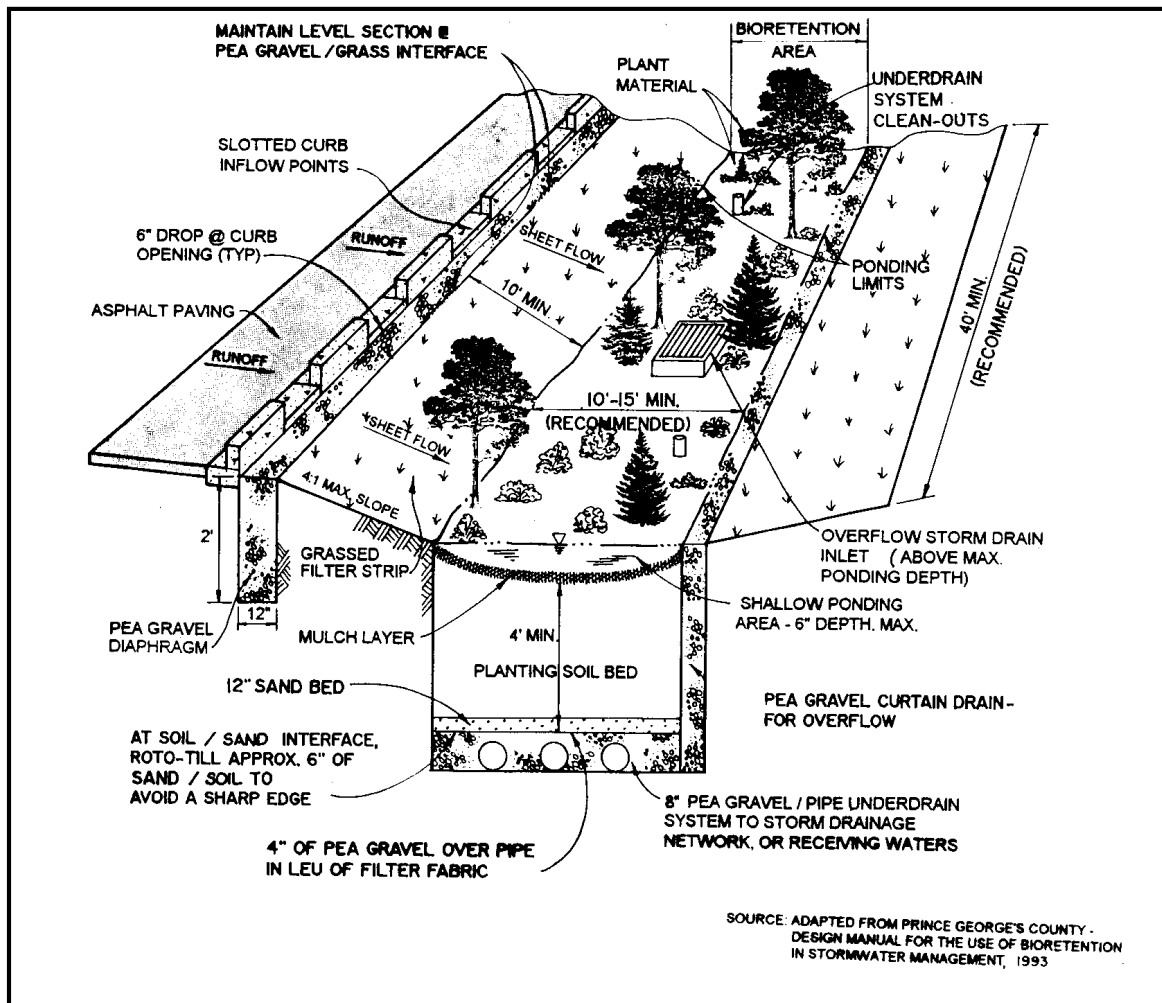 MAINTAIN LEVEL SECTION @
PEA GRAVEL/GRASS INTERFACE
BIORETENTION
AREA
PLANT
MATERIAL
UNDERDRAIN
SYSTEM
CLEAN-OUTS
SLOTTED CURB
INFLOW POINTS
6" DROP @ CURB
OPENING (TYP)
ASPHALT PAVING
RUNOFF
RUNOFF
SHEET FLOW
10' MIN.
PONDING
LIMITS
40' MIN.
(RECOMMENDED)
10'-15' MIN.
(RECOMMENDED)
SHEET FLOW
4:1 MAX. SLOPE
2'
12"
GRASSED
FILTER STRIP
OVERFLOW STORM DRAIN
INLET (ABOVE MAX.
PONDING DEPTH)
PEA GRAVEL
DIAPHRAGM
MULCH LAYER
SHALLOW PONDING
AREA - 6" DEPTH. MAX.
4' MIN.
PLANTING SOIL BED
12" SAND BED
PEA GRAVEL CURTAIN DRAIN-
FOR OVERFLOW
AT SOIL / SAND INTERFACE,
ROTO-TILL APPROX. 6" OF
SAND / SOIL TO
AVOID A SHARP EDGE
8" PEA GRAVEL / PIPE UNDERDRAIN
SYSTEM TO STORM DRAINAGE
NETWORK, OR RECEIVING WATERS
4" OF PEA GRAVEL OVER PIPE
IN LEU OF FILTER FABRIC
SOURCE: ADAPTED FROM PRINCE GEORGE'S COUNTY -
DESIGN MANUAL FOR THE USE OF BIORETENTION
IN STORMWATER MANAGEMENT, 1993